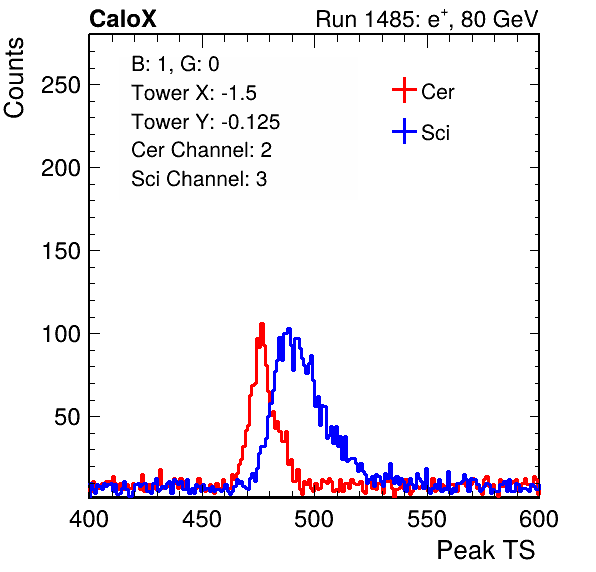 CaloX
Run 1485: e+, 80 GeV
Counts
B: 1, G: 0
Tower X: -1.5
Tower Y: -0.125
Cer Channel: 2
Sci Channel: 3
Cer
Sci
250
200
150
100
50
400 450 500 550 600
Peak TS